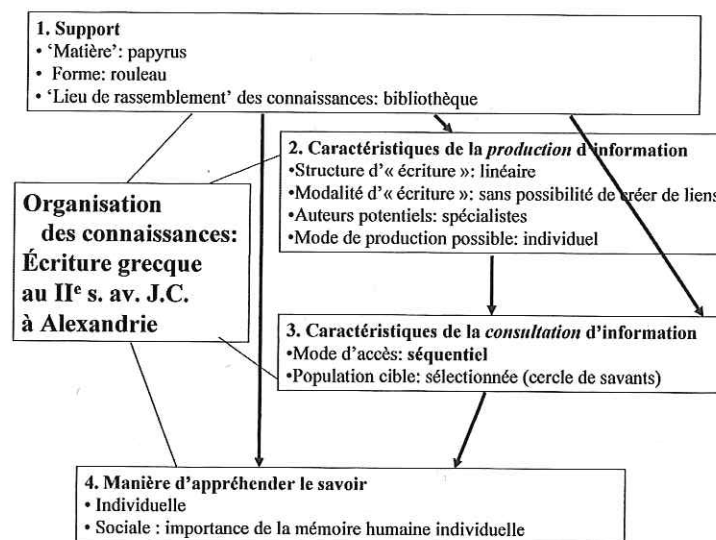 1. Support
• ‘Matière’: papyrus
• Forme: rouleau
• ‘Lieu de rassemblement’ des connaissances: bibliothèque
2. Caractéristiques de la production d’information
•Structure d’« écriture »: linéaire
•Modalité d’« écriture »: sans possibilité de créer de liens
•Auteurs potentiels: spécialistes
•Mode de production possible: individuel
Organisation
des connaissances:
Écriture grecque
au IIe s. av. J.C.
à Alexandrie
3. Caractéristiques de la consultation d’information
•Mode d’accès: séquentiel
•Population cible: sélectionnée (cercle de savants)
4. Manière d’appréhender le savoir
• Individuelle
• Sociale : importance de la mémoire humaine individuelle